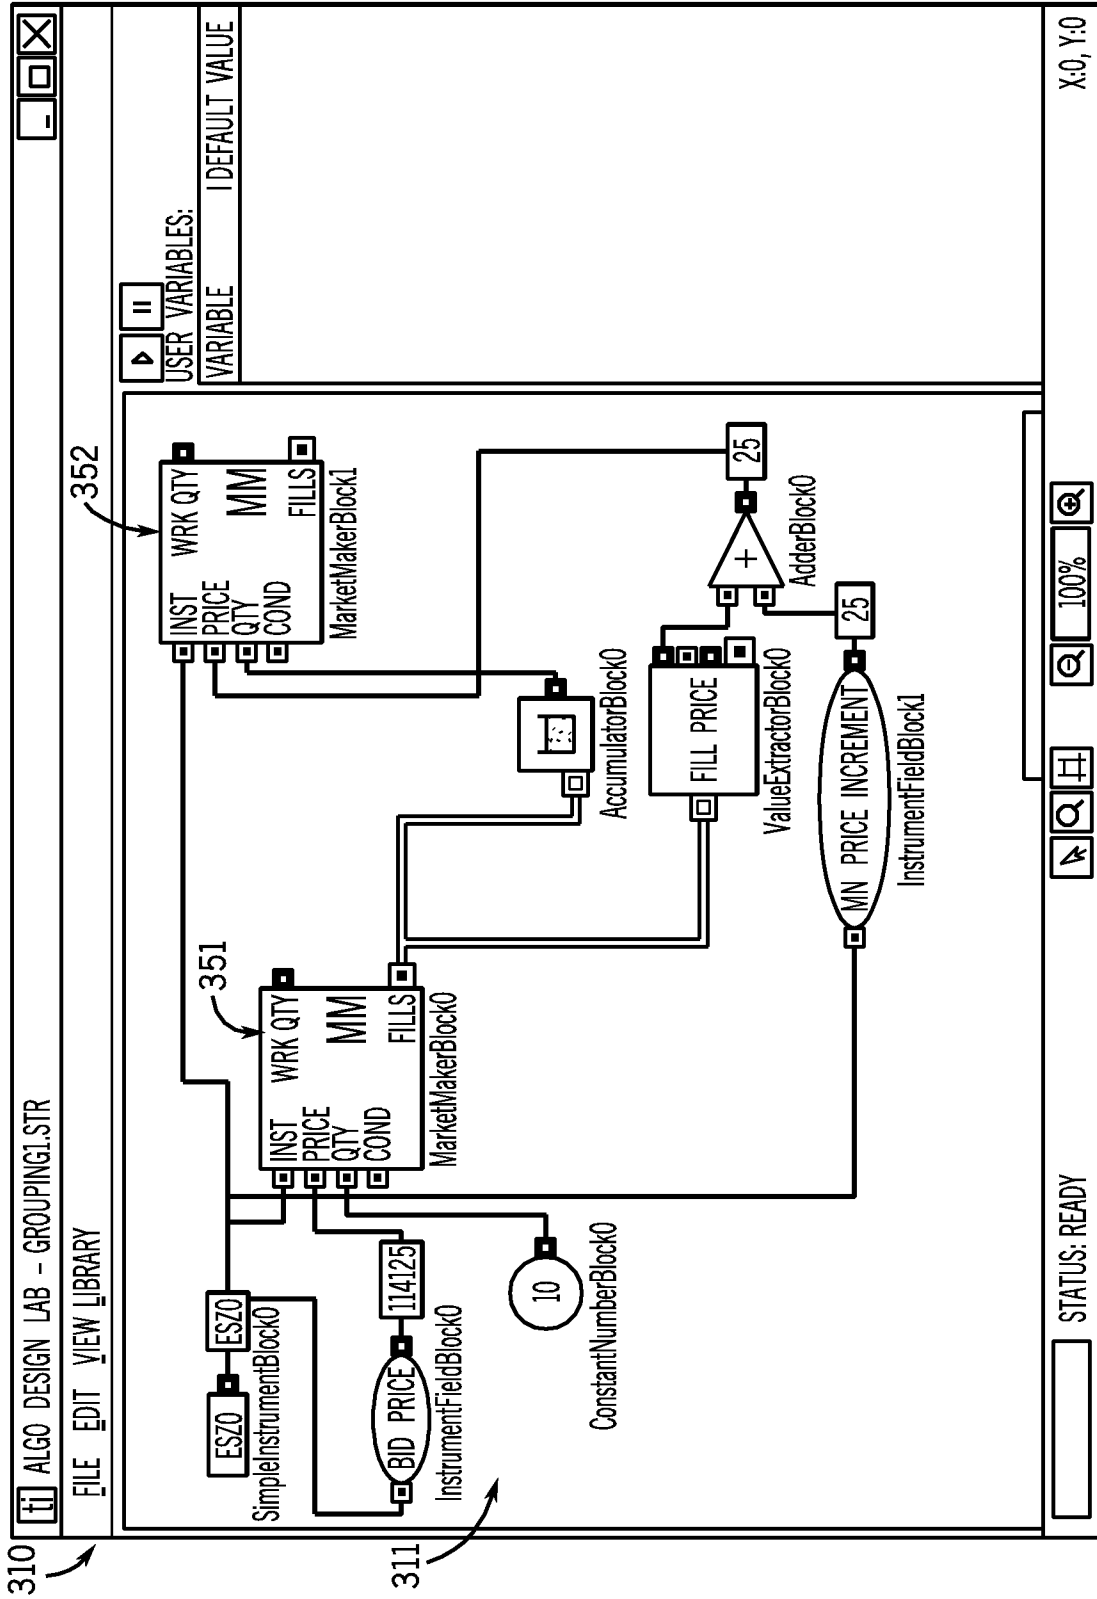 310
ti ALGO DESIGN LAB - GROUPING1.STR
FILE EDIT VIEW LIBRARY
352
USER VARIABLES:
VARIABLE I DEFAULT VALUE
INST WRK QTY
PRICE
QTY MM
COND FILLS
MarketMakerBlock1
351
ESZ0 ESZ0
SimpleInstrumentBlock0
INST WRK QTY
PRICE
QTY MM
COND FILLS
MarketMakerBlock0
BID PRICE 114125
InstrumentFieldBlock0
311
10
ConstantNumberBlock0
AccumulatorBlock0
FILL PRICE
ValueExtractorBlock0
+
25
AdderBlock0
MN PRICE INCREMENT 25
InstrumentFieldBlock1
STATUS: READY
100%
X:0, Y:0